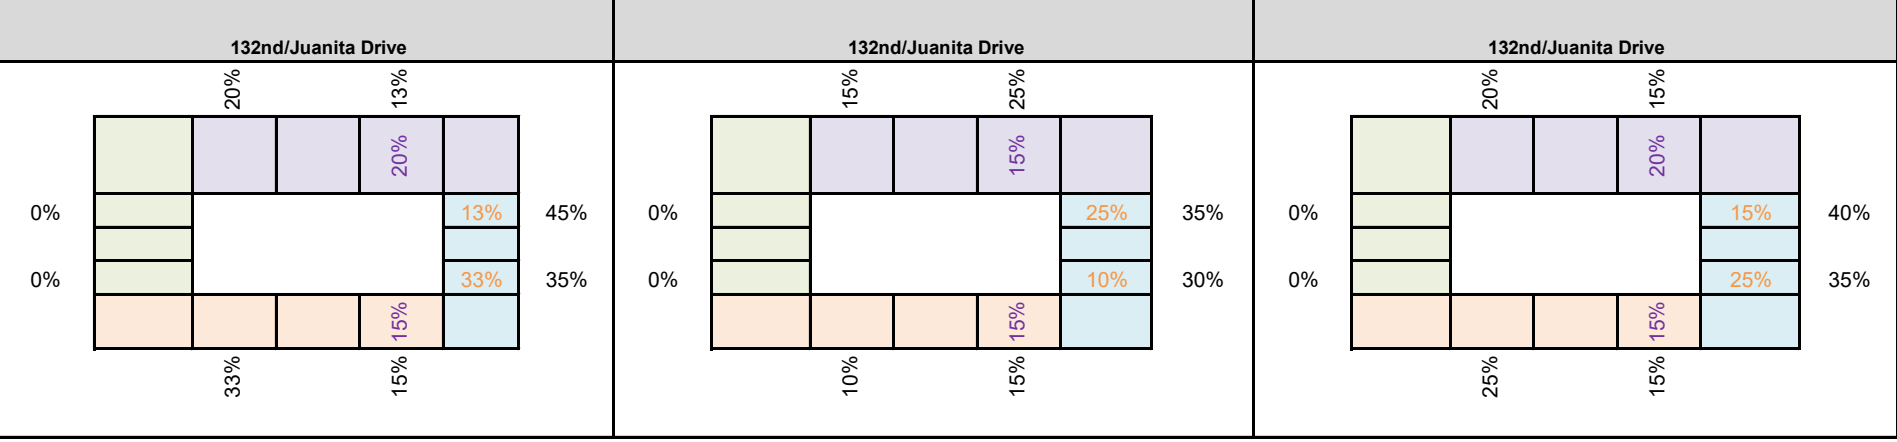 132nd/Juanita Drive 132nd/Juanita Drive 132nd/Juanita Drive
20% 13% 15% 25% 20% 15%
20% 15% 20%
0% 13% 45% 0% 25% 35% 0% 15% 40%
0% 33% 35% 0% 10% 30% 0% 25% 35%
15% 15% 15%
33% 15% 10% 15% 25% 15%